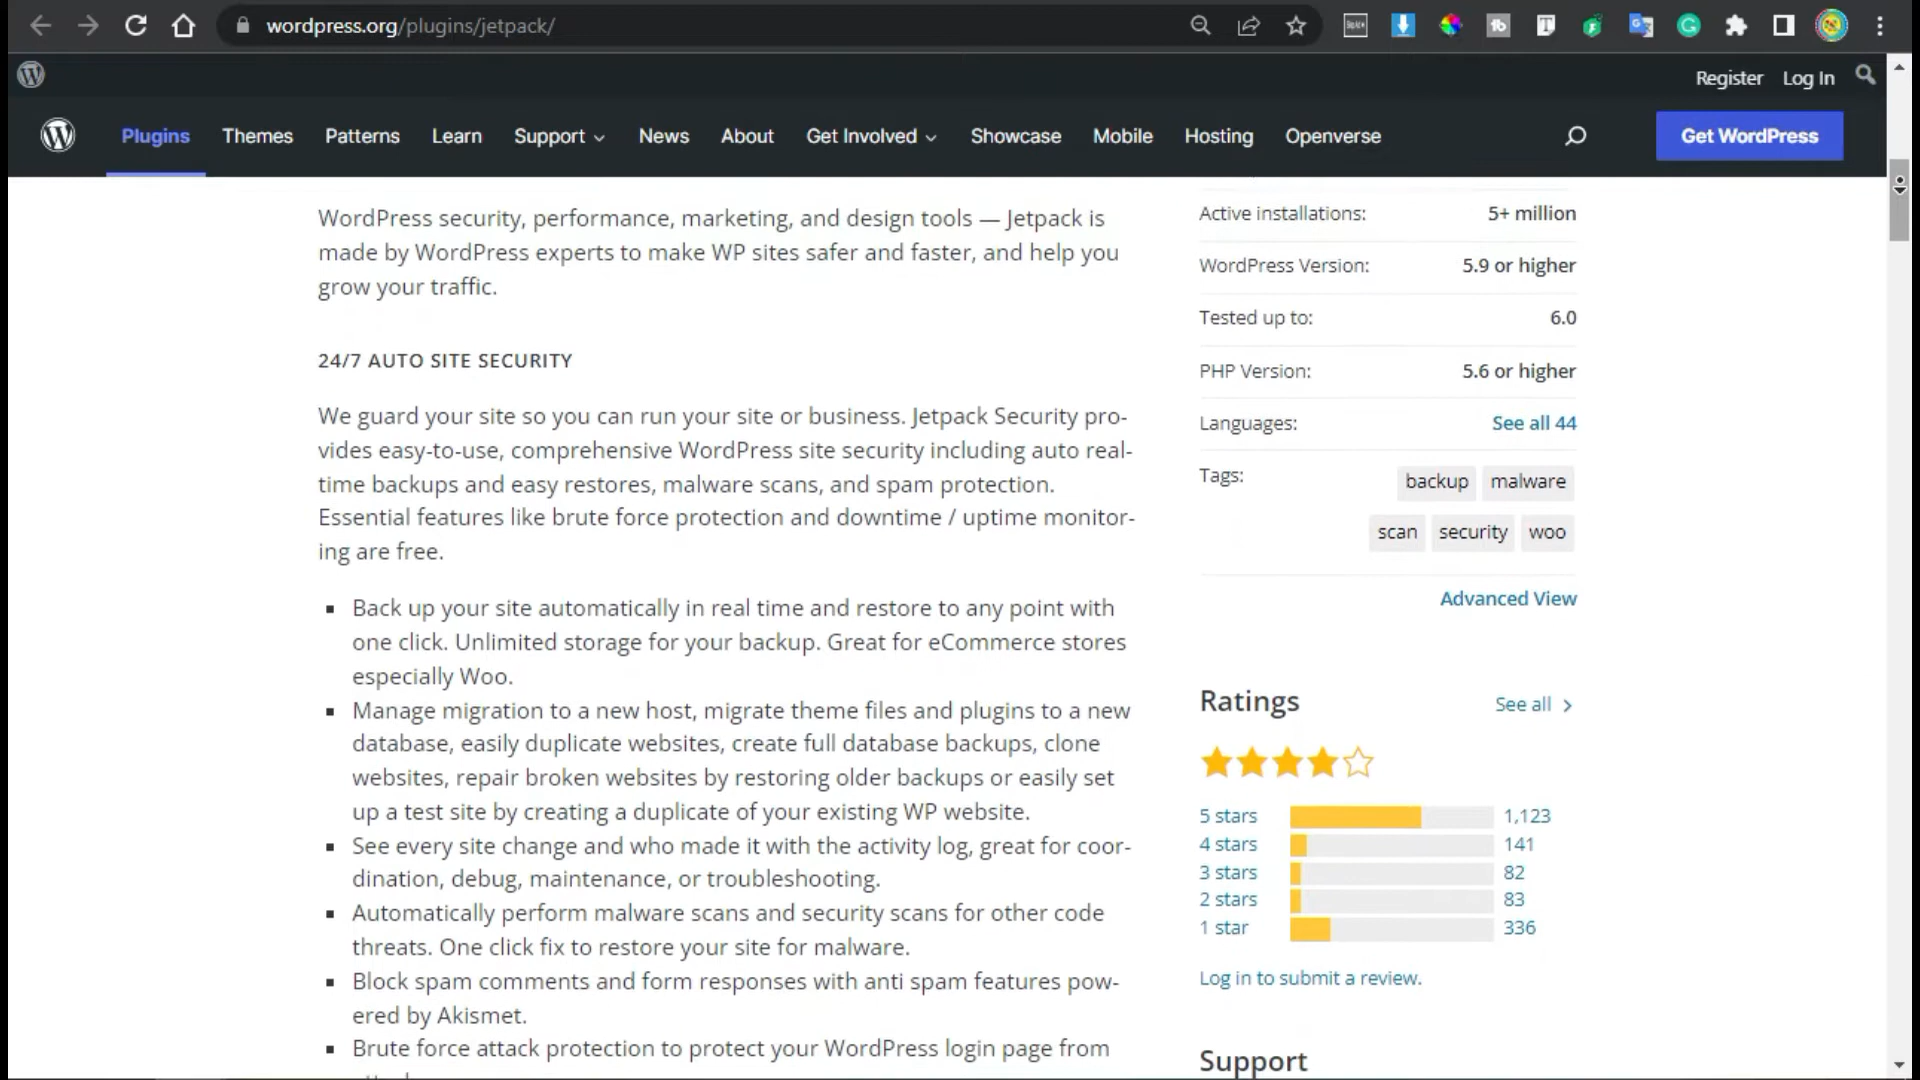 wordpress.org/plugins/jetpack/
Register Log In
Plugins Themes Patterns Learn Support News About Get Involved Showcase Mobile Hosting Openverse Get WordPress
WordPress security, performance, marketing, and design tools — Jetpack is
made by WordPress experts to make WP sites safer and faster, and help you
grow your traffic.
24/7 AUTO SITE SECURITY
We guard your site so you can run your site or business. Jetpack Security pro-
vides easy-to-use, comprehensive WordPress site security including auto real-
time backups and easy restores, malware scans, and spam protection.
Essential features like brute force protection and downtime / uptime monitor-
ing are free.
Back up your site automatically in real time and restore to any point with
one click. Unlimited storage for your backup. Great for eCommerce stores
especially Woo.
Manage migration to a new host, migrate theme files and plugins to a new
database, easily duplicate websites, create full database backups, clone
websites, repair broken websites by restoring older backups or easily set
up a test site by creating a duplicate of your existing WP website.
See every site change and who made it with the activity log, great for coor-
dination, debug, maintenance, or troubleshooting.
Automatically perform malware scans and security scans for other code
threats. One click fix to restore your site for malware.
Block spam comments and form responses with anti spam features pow-
ered by Akismet.
Brute force attack protection to protect your WordPress login page from
Active installations: 5+ million
WordPress Version: 5.9 or higher
Tested up to: 6.0
PHP Version: 5.6 or higher
Languages: See all 44
Tags: backup malware
scan security woo
Advanced View
Ratings See all
5 stars 1,123
4 stars 141
3 stars 82
2 stars 83
1 star 336
Log in to submit a review.
Support